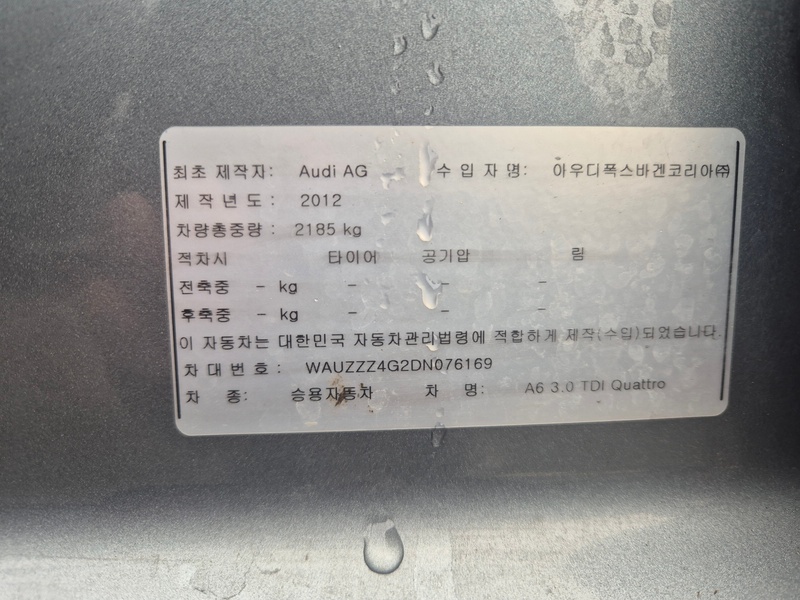 최초 제작자: Audi AG 수 입 자 명: 아우디폭스바겐코리아㈜
제 작 년 도 : 2012
차량총중량 : 2185 kg
적차시 타이어 공기압 림
전축중 - kg - - -
후축중 - kg - - -
이 자동차는 대한민국 자동차관리법령에 적합하게 제작(수입)되었습니다.
차 대 번 호 : WAUZZZ4G2DN076169
차 종: 승용자동차 차 명: A6 3.0 TDI Quattro